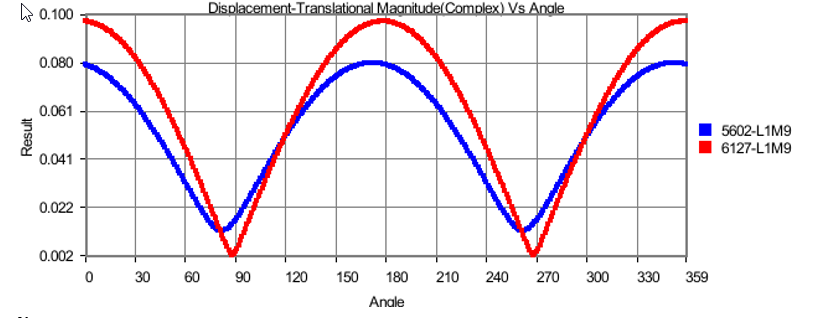 Displacement-Translational Magnitude(Complex) Vs Angle
0.100
0.080
0.061
0.041
0.022
0.002
Result
0 30 60 90 120 150 180 210 240 270 300 330 359
Angle
5602-L1M9
6127-L1M9